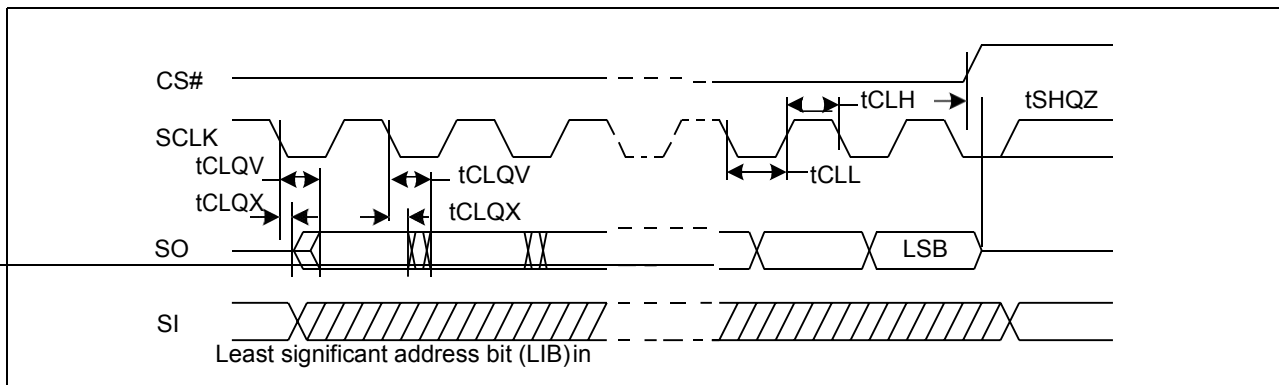 CS#
tCLH
tSHQZ
SCLK
tCLQV
tCLQV
tCLL
tCLQX
tCLQX
SO
LSB
SI
Least significant address bit (LIB) in